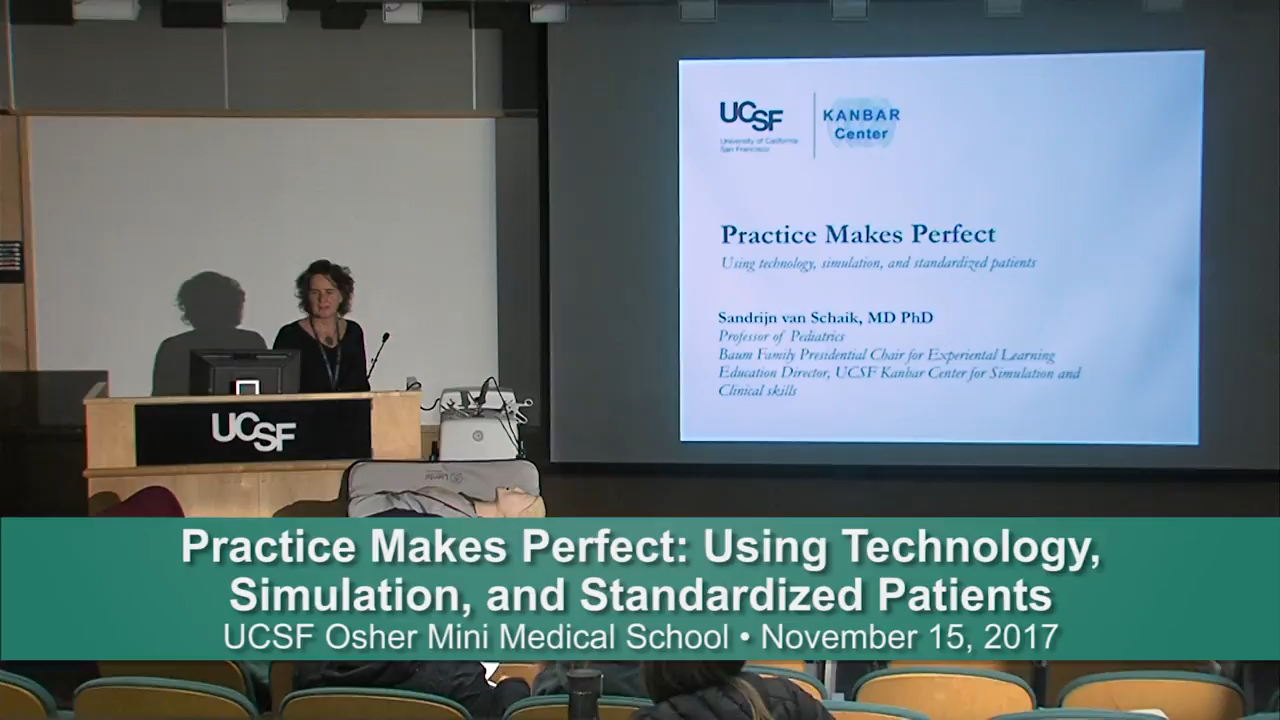 UCSF
University of California
San Francisco
KANBAR
Center
Practice Makes Perfect
Using technology, simulation, and standardized patients
Sandrijn van Schaik, MD PhD
Professor of Pediatrics
Baum Family Presidential Chair for Experiental Learning
Education Director, UCSF Kanbar Center for Simulation and
Clinical skills
UCSF
Practice Makes Perfect: Using Technology,
Simulation, and Standardized Patients
UCSF Osher Mini Medical School • November 15, 2017